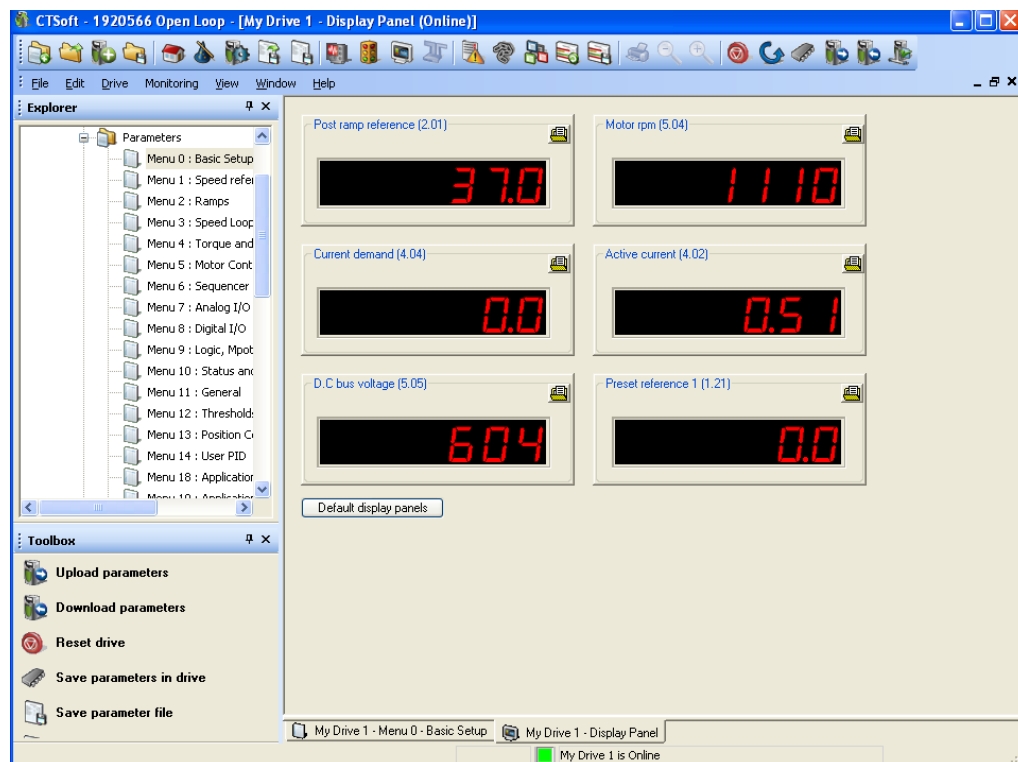 CTSoft - 1920566 Open Loop - [My Drive 1 - Display Panel (Online)]
File Edit Drive Monitoring View Window Help
Explorer
Parameters
Menu 0 : Basic Setup
Menu 1 : Speed refer
Menu 2 : Ramps
Menu 3 : Speed Loop
Menu 4 : Torque and
Menu 5 : Motor Cont
Menu 6 : Sequencer
Menu 7 : Analog I/O
Menu 8 : Digital I/O
Menu 9 : Logic, Mpot
Menu 10 : Status and
Menu 11 : General
Menu 12 : Thresholds
Menu 13 : Position Co
Menu 14 : User PID
Menu 18 : Application
Menu 19 : Application
Toolbox
Upload parameters
Download parameters
Reset drive
Save parameters in drive
Save parameter file
Post ramp reference (2.01)
37.0
Motor rpm (5.04)
1110
Current demand (4.04)
0.0
Active current (4.02)
0.51
D.C bus voltage (5.05)
604
Preset reference 1 (1.21)
0.0
Default display panels
My Drive 1 - Menu 0 - Basic Setup
My Drive 1 - Display Panel
My Drive 1 is Online